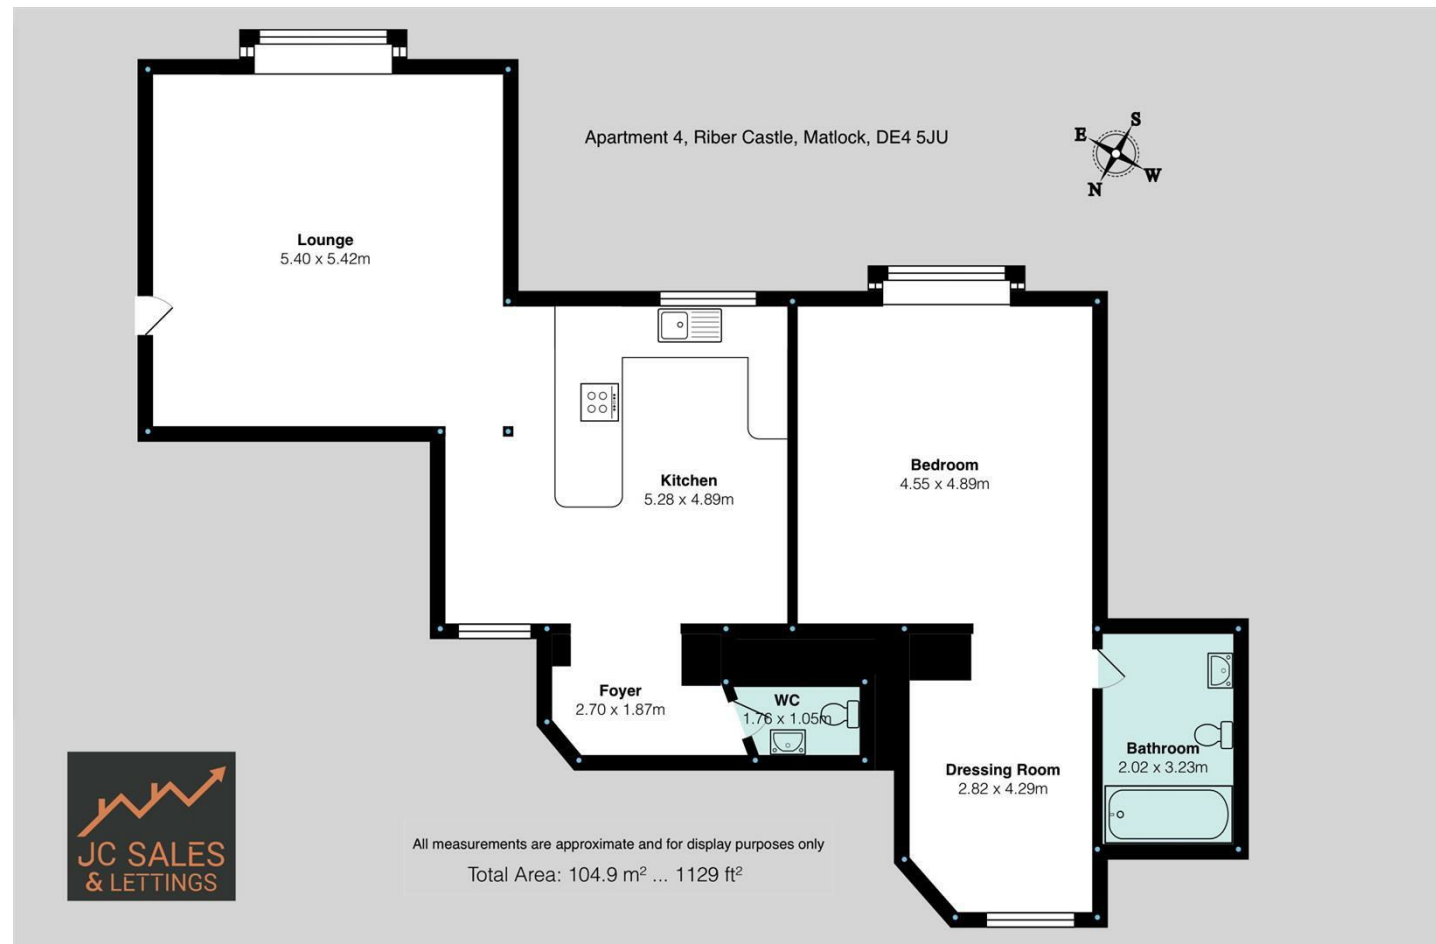 Apartment 4, Riber Castle, Matlock, DE4 5JU
S
E
W
N
Lounge
5.40 x 5.42m
Kitchen
5.28 x 4.89m
Bedroom
4.55 x 4.89m
Foyer
2.70 x 1.87m
WC
1.76 x 1.05m
Dressing Room
2.82 x 4.29m
Bathroom
2.02 x 3.23m
JC SALES
& LETTINGS
All measurements are approximate and for display purposes only
Total Area: 104.9 m² ... 1129 ft²